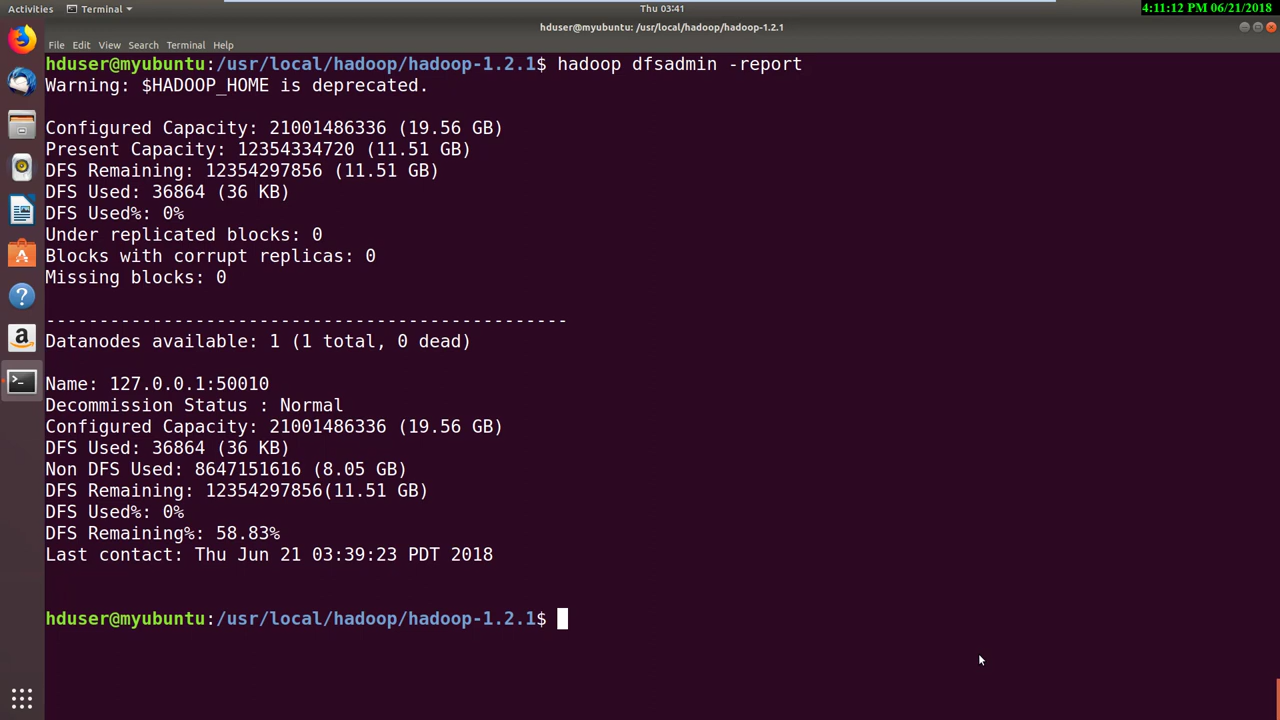 Activities
Terminal
Thu 03:41
4:11:12 PM 06/21/2018
hduser@myubuntu: /usr/local/hadoop/hadoop-1.2.1
File Edit View Search Terminal Help
hduser@myubuntu:/usr/local/hadoop/hadoop-1.2.1$ hadoop dfsadmin -report
Warning: $HADOOP_HOME is deprecated.
Configured Capacity: 21001486336 (19.56 GB)
Present Capacity: 12354334720 (11.51 GB)
DFS Remaining: 12354297856 (11.51 GB)
DFS Used: 36864 (36 KB)
DFS Used%: 0%
Under replicated blocks: 0
Blocks with corrupt replicas: 0
Missing blocks: 0
-------------------------------------------------
Datanodes available: 1 (1 total, 0 dead)
Name: 127.0.0.1:50010
Decommission Status : Normal
Configured Capacity: 21001486336 (19.56 GB)
DFS Used: 36864 (36 KB)
Non DFS Used: 8647151616 (8.05 GB)
DFS Remaining: 12354297856(11.51 GB)
DFS Used%: 0%
DFS Remaining%: 58.83%
Last contact: Thu Jun 21 03:39:23 PDT 2018
hduser@myubuntu:/usr/local/hadoop/hadoop-1.2.1$